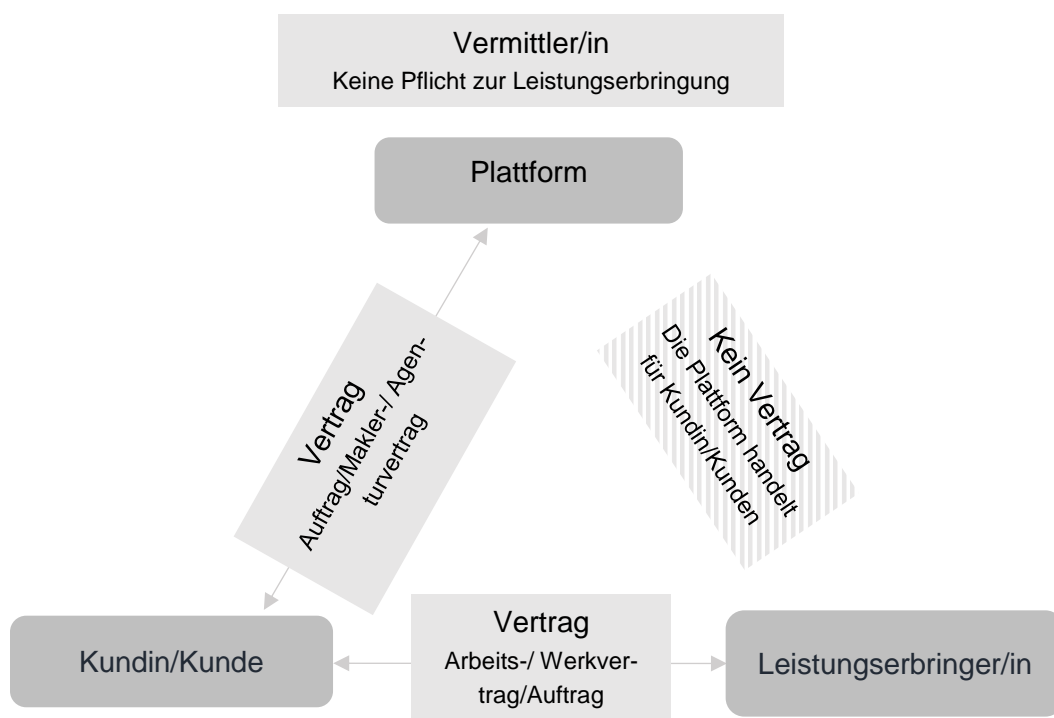 Vermittler/in
Keine Pflicht zur Leistungserbringung
Plattform
Vertrag
Auftrag/Makler-/ Agen-
turvertrag
Kein Vertrag
Die Plattform handelt
für Kundin/Kunden
Kundin/Kunde
Vertrag
Arbeits-/ Werkver-
trag/Auftrag
Leistungserbringer/in